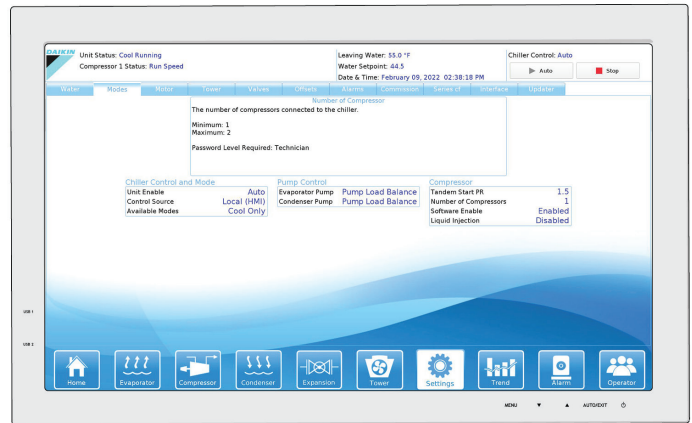 DAIKIN
Unit Status: Cool Running
Compressor 1 Status: Run Speed
Leaving Water: 55.0 °F
Water Setpoint: 44.5
Date & Time: February 09, 2022 02:38:18 PM
Chiller Control: Auto
Auto
Stop
Water Modes Motor Tower Valves Offsets Alarms Commission Series cf Interface Updater
Number of Compressor
The number of compressors connected to the chiller.
Minimum: 1
Maximum: 2
Password Level Required: Technician
Chiller Control and Mode
Unit Enable Auto
Control Source Local (HMI)
Available Modes Cool Only
Pump Control
Evaporator Pump Pump Load Balance
Condenser Pump Pump Load Balance
Compressor
Tandem Start PR 1.5
Number of Compressors 1
Software Enable Enabled
Liquid Injection Disabled
USB 1
USB 2
Home Evaporator Compressor Condenser Expansion Tower Settings Trend Alarm Operator
MENU ▼ ▲ AUTO/EXIT